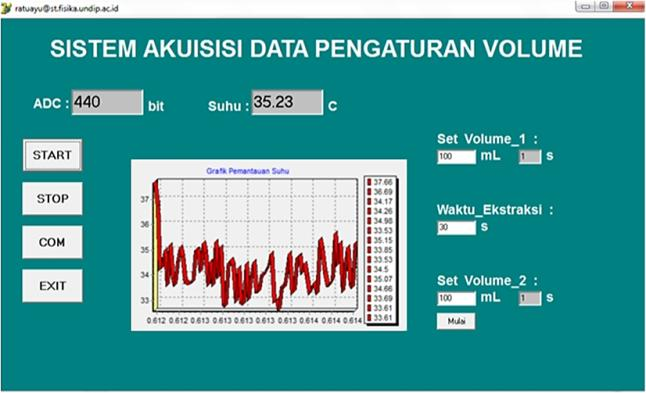 ratuayu@st.fisika.undip.ac.id
SISTEM AKUISISI DATA PENGATURAN VOLUME
ADC : 440 bit
Suhu : 35.23 C
START
STOP
COM
EXIT
Grafik Pemantauan Suhu
37
36
35
34
33
0.612 0.612 0.613 0.613 0.613 0.613 0.613 0.614 0.614 0.614
37.66
36.69
34.17
34.26
34.98
33.53
35.15
33.85
33.53
34.5
35.07
34.66
33.69
33.61
33.61
Set Volume_1 :
100 mL 1 s
Waktu_Ekstraksi :
30 s
Set Volume_2 :
100 mL 1 s
Mulai